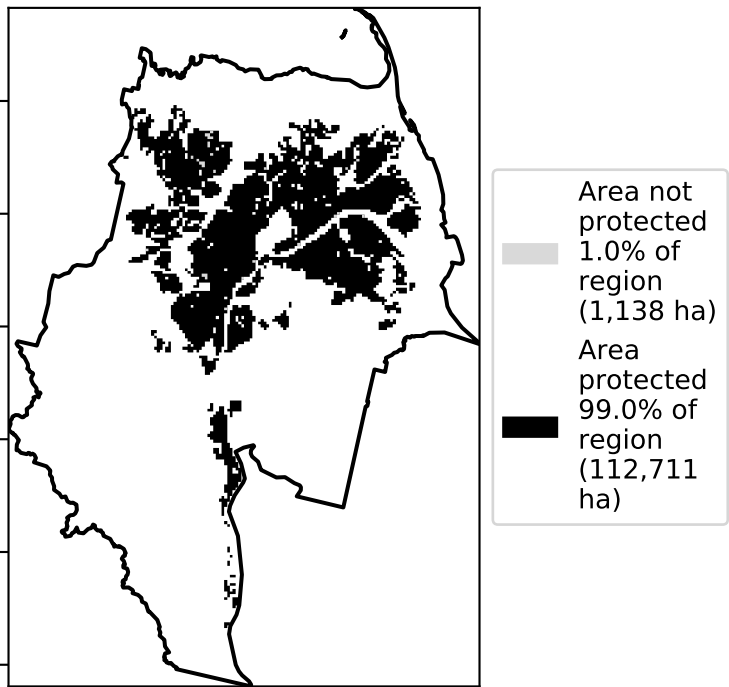 Area not
protected
1.0% of
region
(1,138 ha)
Area
protected
99.0% of
region
(112,711
ha)